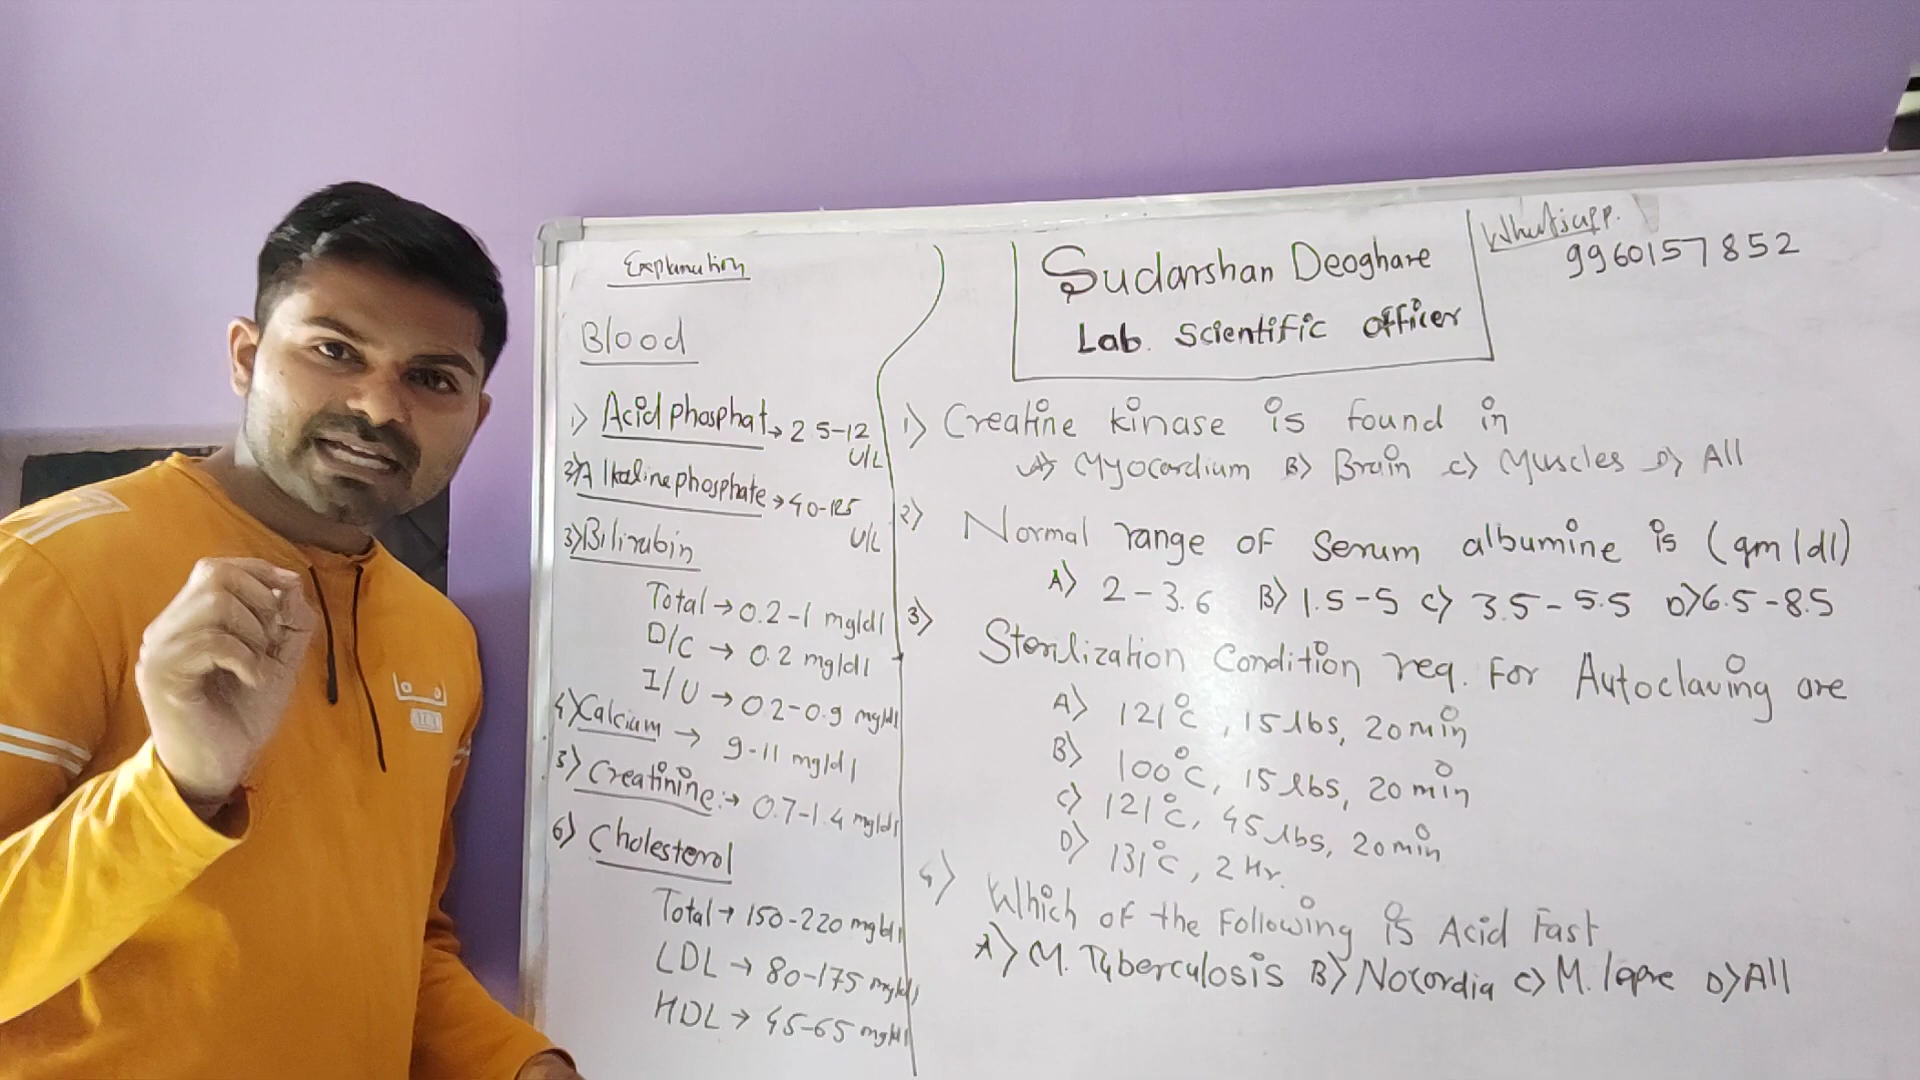 Explanation
Blood
1) Acid phosphat → 2.5-12 U/L
2) Alkaline phosphate → 40-125 U/L
3) Bilirubin
Total → 0.2-1 mg/dl
D/C → 0.2 mg/dl
I/U → 0.2-0.9 mg/dl
4) Calcium → 9-11 mg/dl
5) Creatinine :→ 0.7-1.4 mg/dl
6) Cholesterol
Total → 150-220 mg/dl
LDL → 80-175 mg/dl
HDL → 45-65 mg/dl
Sudarshan Deoghare
Lab. Scientific officer
Whatsapp.
9960157852
1) Creatine kinase is found in
A) Myocardium B) Brain C) Muscles D) All
2) Normal range of serum albumine is (gm/dl)
A) 2-3.6 B) 1.5-5 C) 3.5-5.5 D) 6.5-8.5
3) Sterilization Condition req. For Autoclaving are
A) 121°C, 15 lbs, 20 min
B) 100°C, 15 lbs, 20 min
C) 121°C, 45 lbs, 20 min
D) 131°C, 2 Hr.
4) Which of the Following is Acid Fast
A) M. Tuberculosis B) Nocordia C) M. lepre D) All